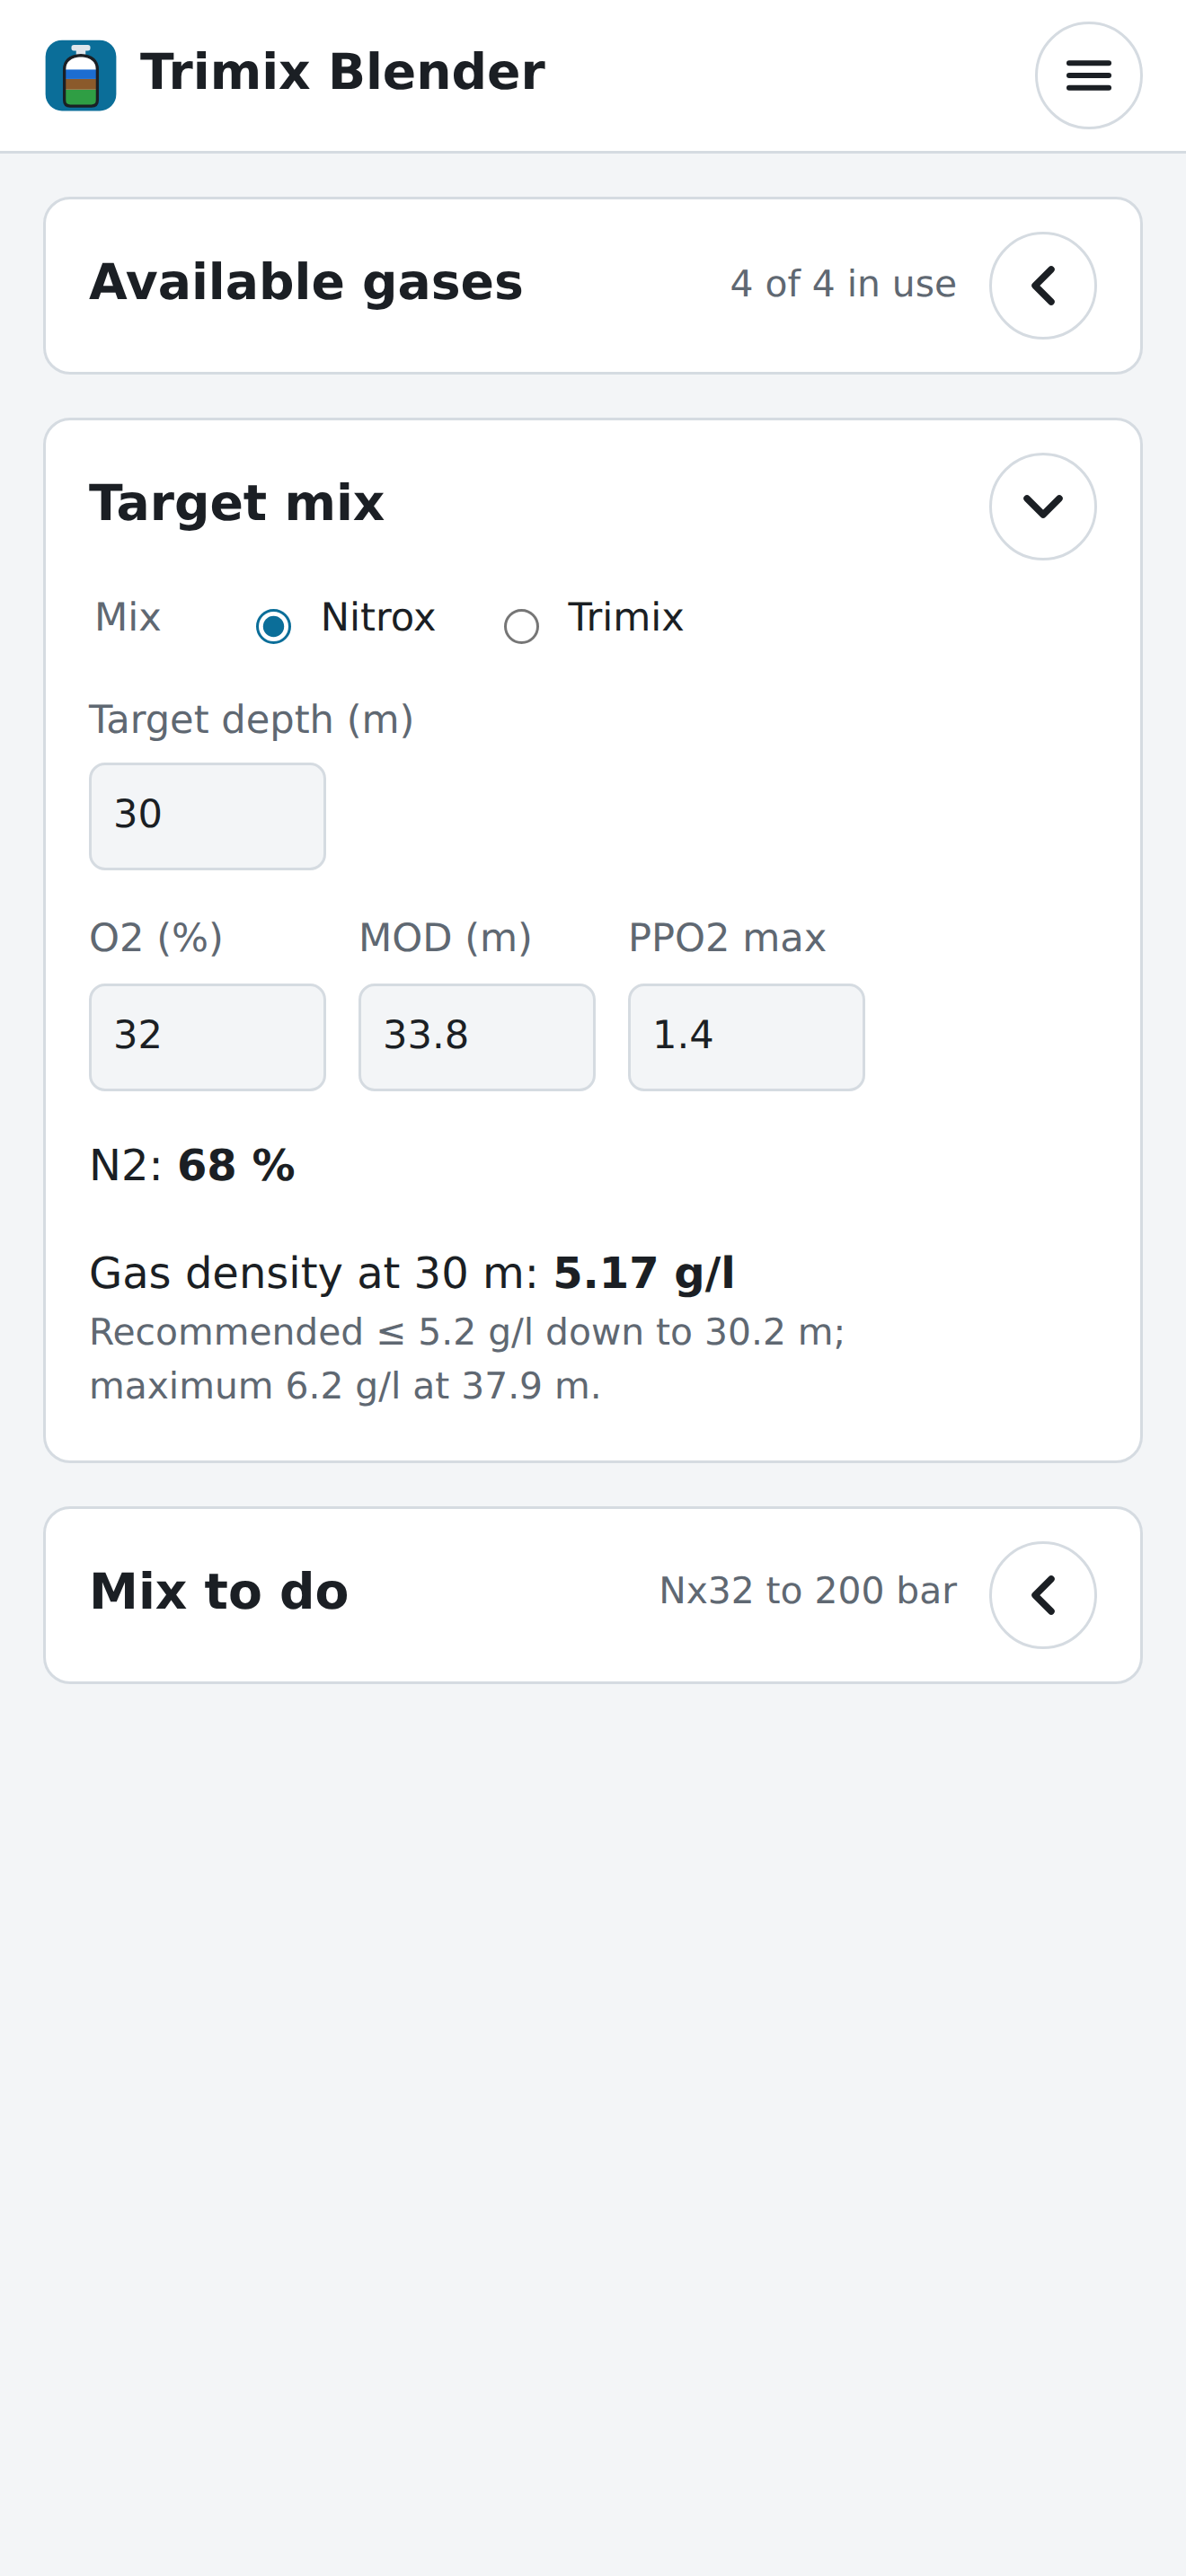 Trimix Blender
Available gases 4 of 4 in use
Target mix
Mix Nitrox Trimix
Target depth (m)
30
O2 (%) MOD (m) PPO2 max
32 33.8 1.4
N2: 68 %
Gas density at 30 m: 5.17 g/l
Recommended ≤ 5.2 g/l down to 30.2 m;
maximum 6.2 g/l at 37.9 m.
Mix to do Nx32 to 200 bar